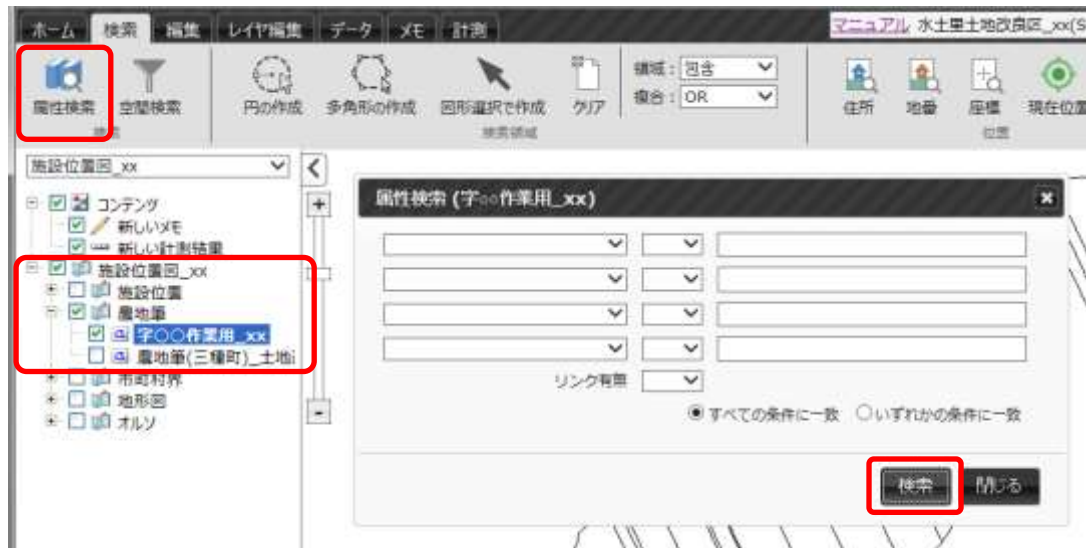 ホーム 検索 編集 レイヤ編集 データ メモ 計測
マニュアル 水土里土地改良区_xx(S
属性検索 空間検索 円の作成 多角形の作成 図形選択で作成 クリア
領域: 包含
複合: OR
住所 地番 座標 現在位置
検索 検索領域 位置
施設位置図_xx
コンテンツ
新しいメモ
新しい計測結果
施設位置図_xx
施設位置
農地筆
字〇〇作業用_xx
農地筆(三種町)_土地
市町村界
地形図
オルソ
属性検索 (字○○作業用_xx)
リンク有無
すべての条件に一致 いずれかの条件に一致
検索 閉じる